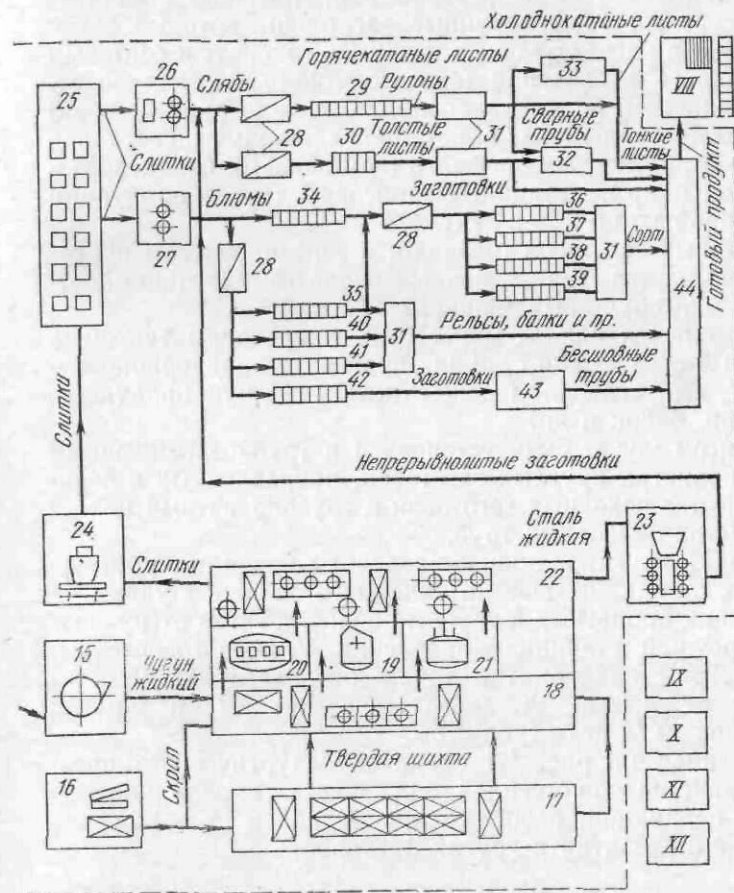 Холоднокатаные листы
Горячекатаные листы
26
Слябы
29
Рулоны
33
VIII
25
28
30
Толстые листы
31
Сварные трубы
32
Тонкие листы
Слитки
Блюмы
34
Заготовки
36
27
28
37
31
Сорт
38
39
28
44
Готовый продукт
35
40
31
Рельсы, балки и пр.
41
42
Заготовки
43
Бесшовные трубы
Слитки
Непрерывнолитые заготовки
24
Слитки
22
Сталь жидкая
23
15
Чугун жидкий
20
19
21
18
IX
X
16
Скрап
Твердая шихта
17
XI
XII